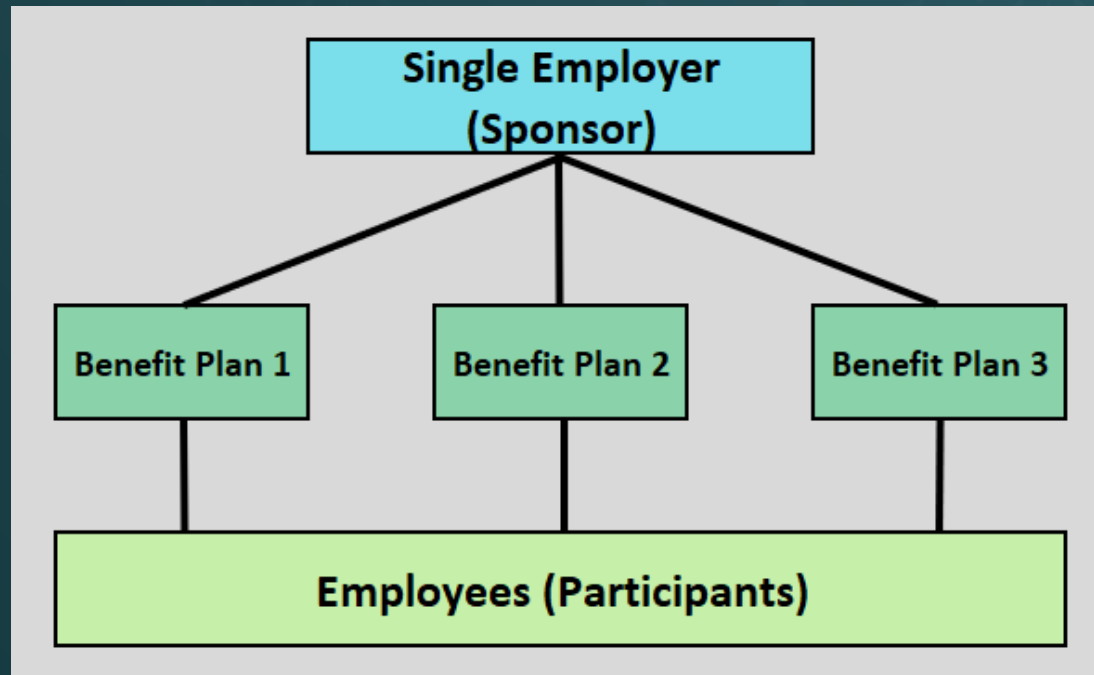 Single Employer
(Sponsor)
Benefit Plan 1
Benefit Plan 2
Benefit Plan 3
Employees (Participants)